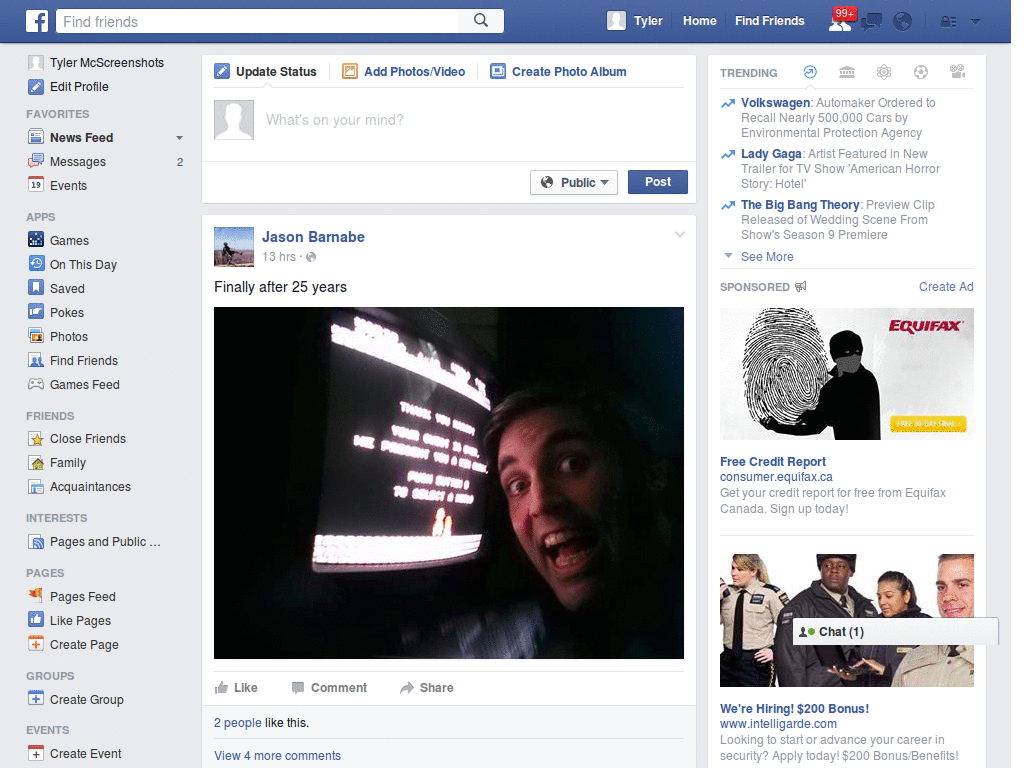 f
Find friends
Tyler
Home
Find Friends
99+
Tyler McScreenshots
Edit Profile
FAVORITES
News Feed
Messages
2
19
Events
APPS
Games
On This Day
Saved
Pokes
Photos
Find Friends
Games Feed
FRIENDS
Close Friends
Family
Acquaintances
INTERESTS
Pages and Public ...
PAGES
Pages Feed
Like Pages
Create Page
GROUPS
Create Group
EVENTS
Create Event
Update Status
Add Photos/Video
Create Photo Album
What's on your mind?
Public
Post
Jason Barnabe
13 hrs ·
Finally after 25 years
THANK YOU MARIO
YOUR QUEST IS OVER.
WE PRESENT YOU A NEW QUEST.
PUSH BUTTON B
TO SELECT A WORLD
Like
Comment
Share
2 people like this.
View 4 more comments
TRENDING
Volkswagen: Automaker Ordered to
Recall Nearly 500,000 Cars by
Environmental Protection Agency
Lady Gaga: Artist Featured in New
Trailer for TV Show 'American Horror
Story: Hotel'
The Big Bang Theory: Preview Clip
Released of Wedding Scene From
Show's Season 9 Premiere
See More
SPONSORED
Create Ad
EQUIFAX
FREE 30-DAY TRIAL
Free Credit Report
consumer.equifax.ca
Get your credit report for free from Equifax
Canada. Sign up today!
Chat (1)
We're Hiring! $200 Bonus!
www.intelligarde.com
Looking to start or advance your career in
security? Apply today! $200 Bonus/Benefits!